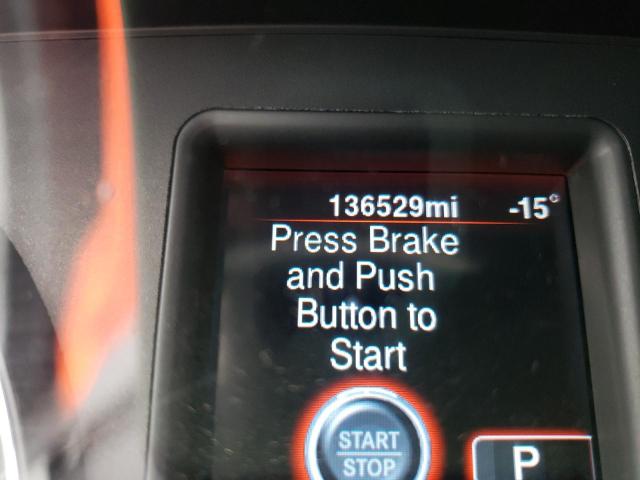 136529mi -15°
Press Brake
and Push
Button to
Start
START
STOP
P